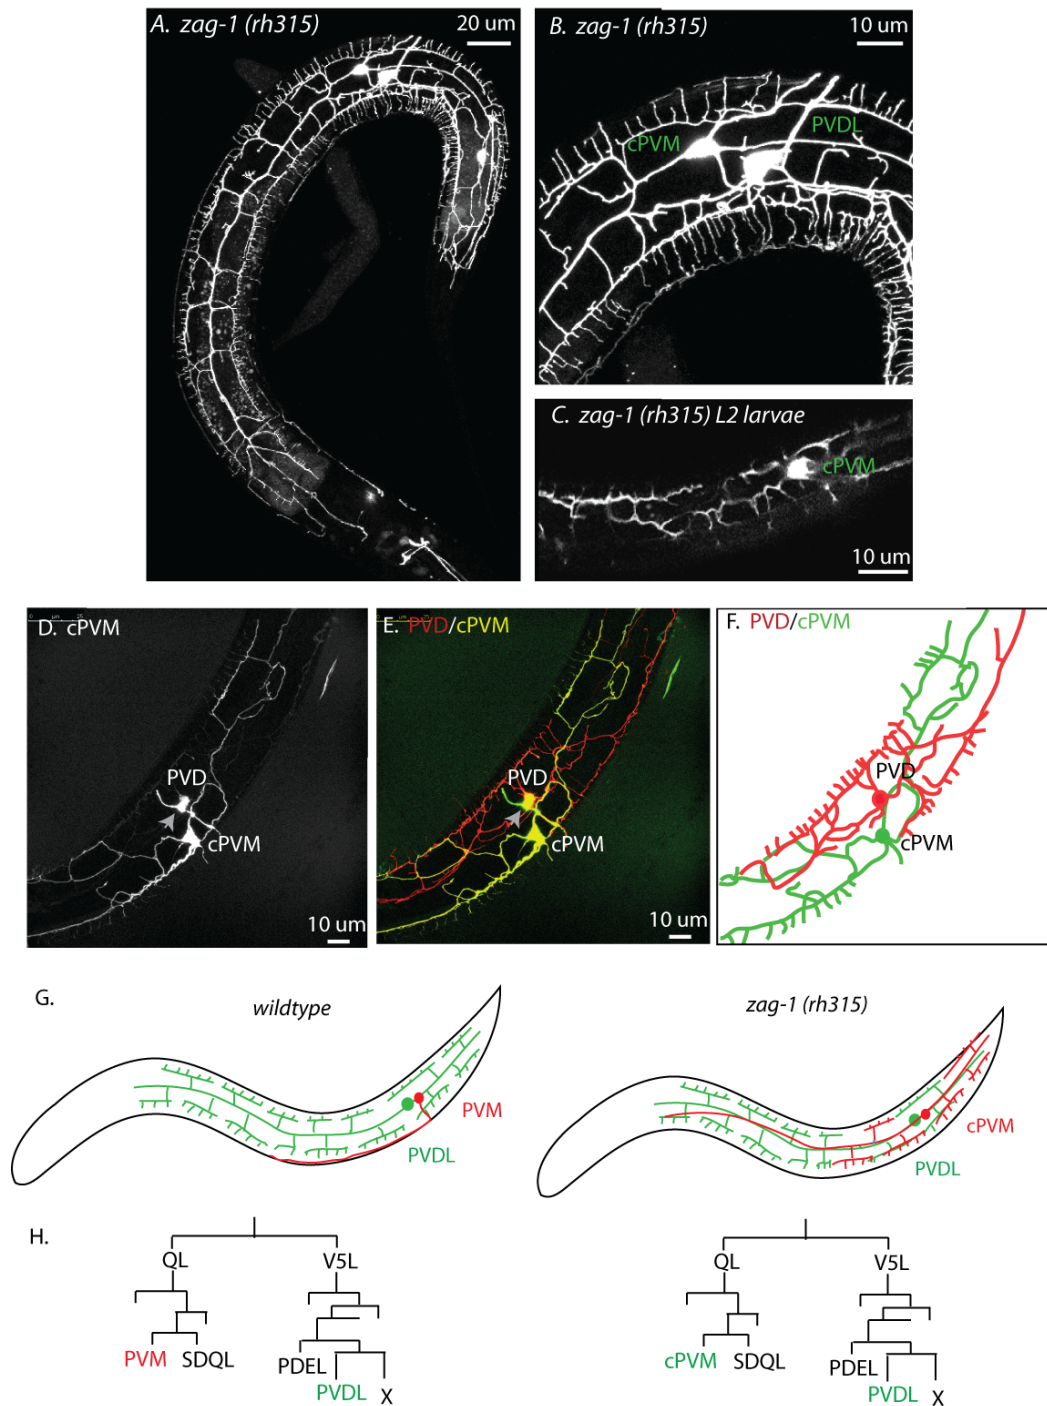 A. zag-1 (rh315)
20 um
B. zag-1 (rh315)
10 um
cPVM
PVDL
C. zag-1 (rh315) L2 larvae
cPVM
10 um
D. cPVM
PVD
cPVM
10 um
E. PVD/cPVM
PVD
cPVM
10 um
F. PVD/cPVM
PVD
cPVM
G.
wildtype
PVM
PVDL
zag-1 (rh315)
cPVM
PVDL
H.
QL
V5L
PVM
SDQL
PDEL
PVDL
X
QL
V5L
cPVM
SDQL
PDEL
PVDL
X